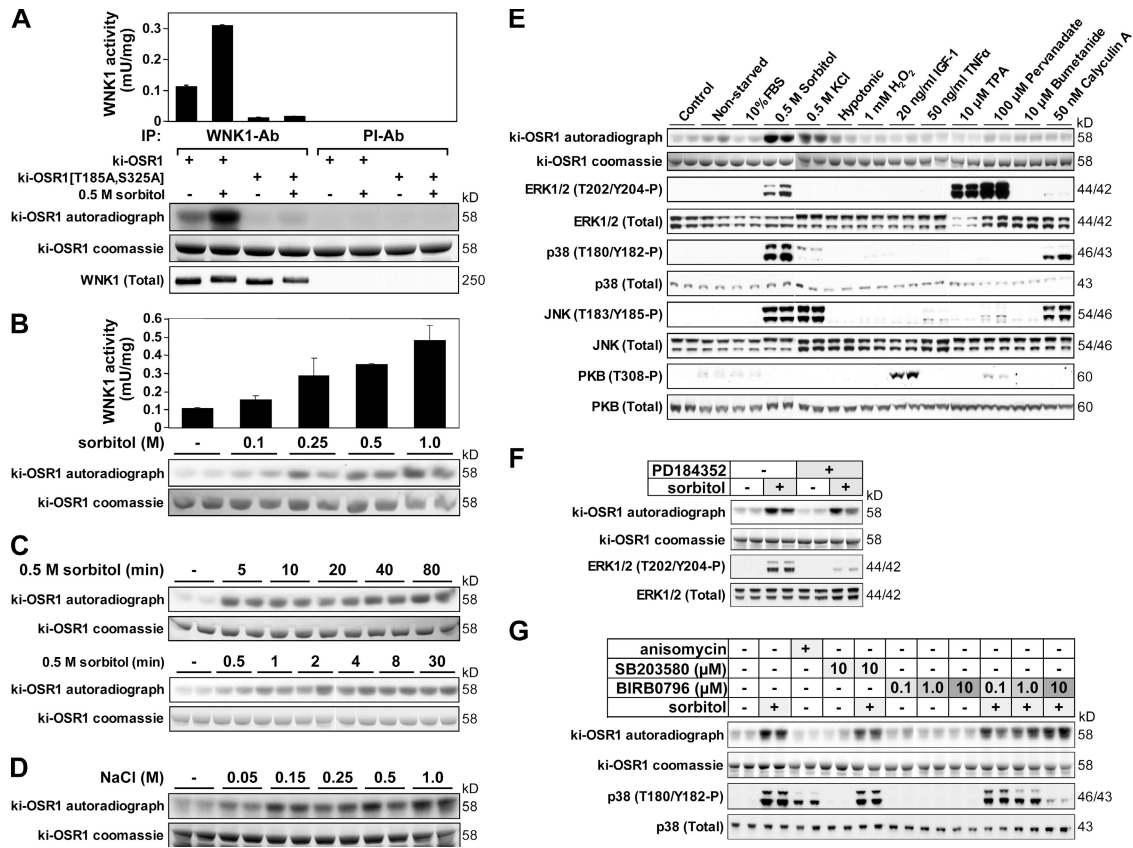 A
WNK1 activity
(mU/mg)
0.3
0.2
0.1
0
IP: WNK1-Ab PI-Ab
ki-OSR1 + + + +
ki-OSR1[T185A,S325A] + + + +
0.5 M sorbitol + + + + kD
ki-OSR1 autoradiograph 58
ki-OSR1 coomassie 58
WNK1 (Total) 250
B
WNK1 activity
(mU/mg)
0.6
0.5
0.4
0.3
0.2
0.1
0
sorbitol (M) - 0.1 0.25 0.5 1.0
kD
ki-OSR1 autoradiograph 58
ki-OSR1 coomassie 58
C
0.5 M sorbitol (min) - 5 10 20 40 80
kD
ki-OSR1 autoradiograph 58
ki-OSR1 coomassie 58
0.5 M sorbitol (min) - 0.5 1 2 4 8 30
kD
ki-OSR1 autoradiograph 58
ki-OSR1 coomassie 58
D
NaCl (M) - 0.05 0.15 0.25 0.5 1.0
kD
ki-OSR1 autoradiograph 58
ki-OSR1 coomassie 58
E
Control
Non-starved
10% FBS
0.5 M Sorbitol
0.5 M KCl
Hypotonic
1 mM H₂O₂
20 ng/ml IGF-1
50 ng/ml TNFα
10 µM TPA
100 µM Pervanadate
10 µM Bumetanide
50 nM Calyculin A
kD
ki-OSR1 autoradiograph 58
ki-OSR1 coomassie 58
ERK1/2 (T202/Y204-P) 44/42
ERK1/2 (Total) 44/42
p38 (T180/Y182-P) 46/43
p38 (Total) 43
JNK (T183/Y185-P) 54/46
JNK (Total) 54/46
PKB (T308-P) 60
PKB (Total) 60
F
PD184352 - +
sorbitol - + - +
kD
ki-OSR1 autoradiograph 58
ki-OSR1 coomassie 58
ERK1/2 (T202/Y204-P) 44/42
ERK1/2 (Total) 44/42
G
anisomycin - - + - - - - - - - -
SB203580 (µM) - - - 10 10 - - - - - -
BIRB0796 (µM) - - - - - 0.1 1.0 10 0.1 1.0 10
sorbitol - + - - + - - - + + +
kD
ki-OSR1 autoradiograph 58
ki-OSR1 coomassie 58
p38 (T180/Y182-P) 46/43
p38 (Total) 43